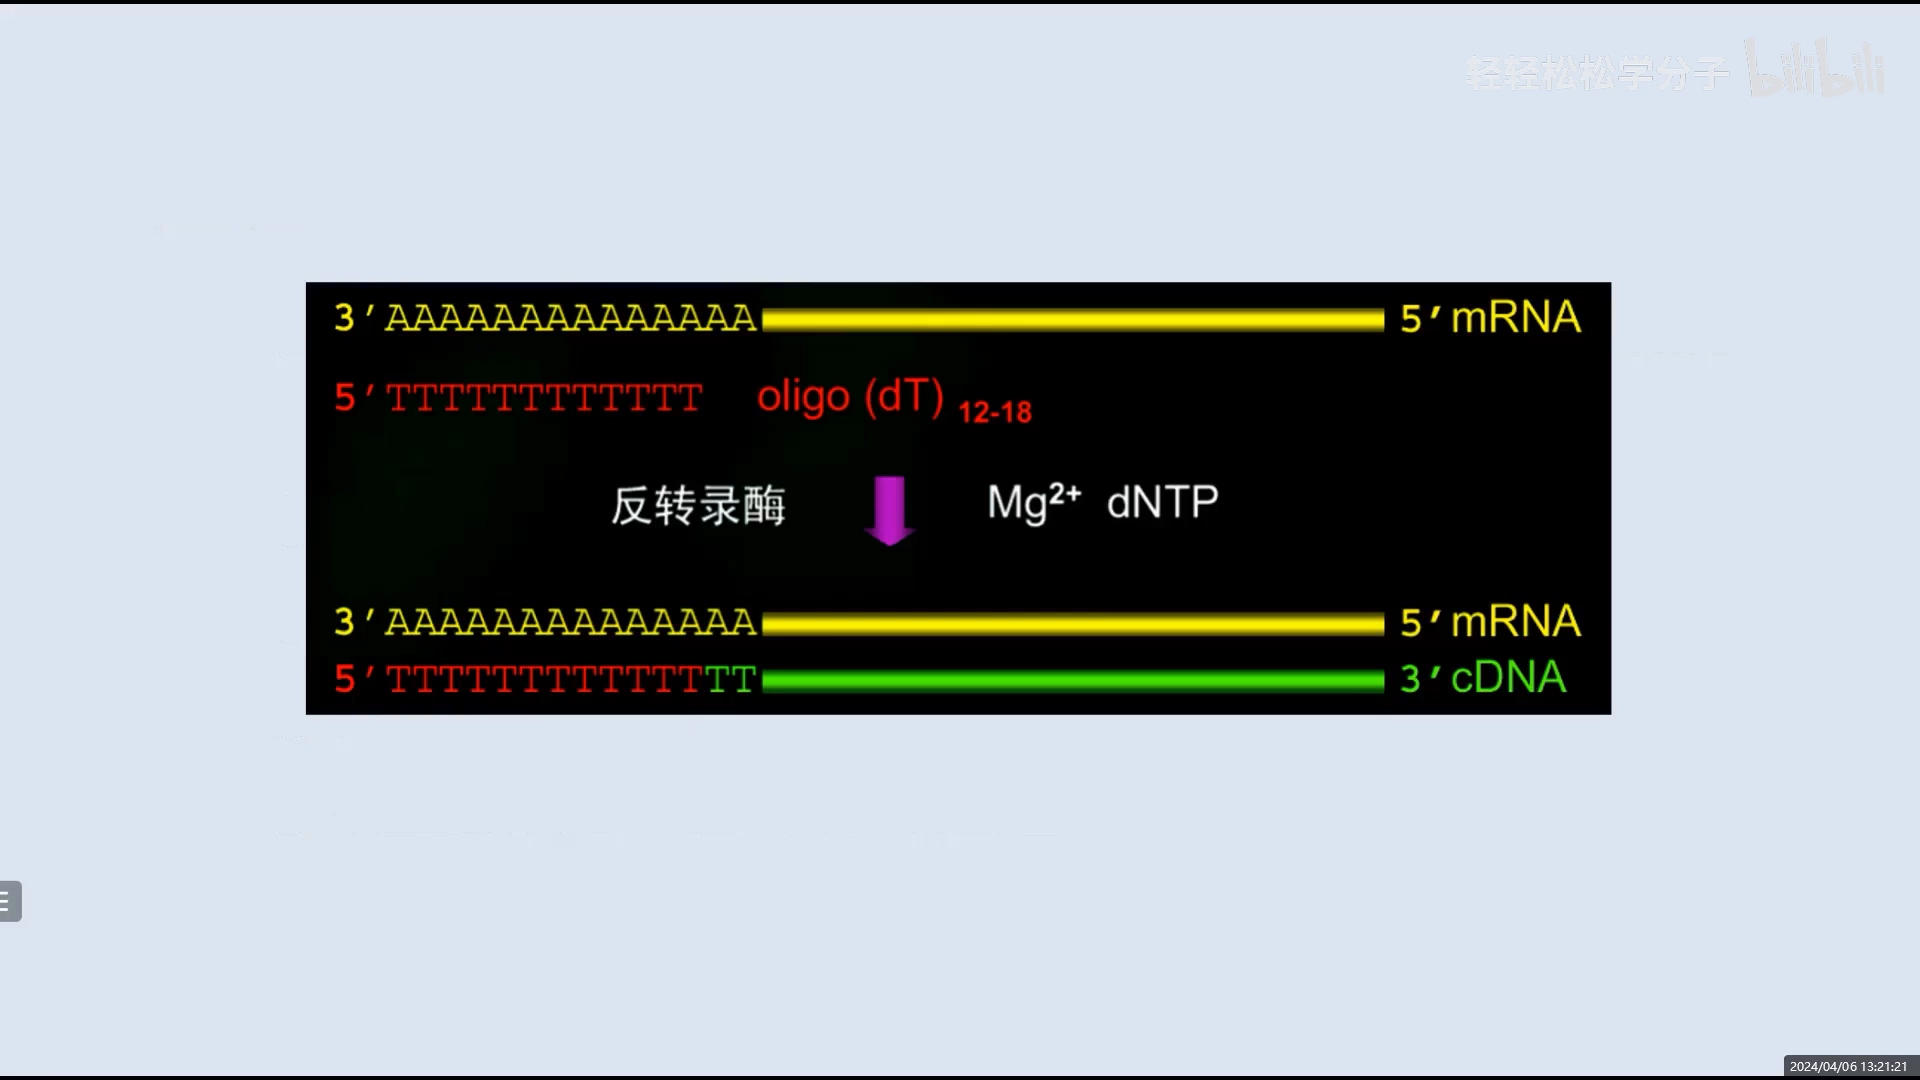 轻轻松松学分子 bilibili
3'AAAAAAAAAAAAAA 5'mRNA
5'TTTTTTTTTTTT oligo (dT) 12-18
反转录酶 Mg²⁺ dNTP
3'AAAAAAAAAAAAAA 5'mRNA
5'TTTTTTTTTTTTTT 3'cDNA
2024/04/06 13:21:21